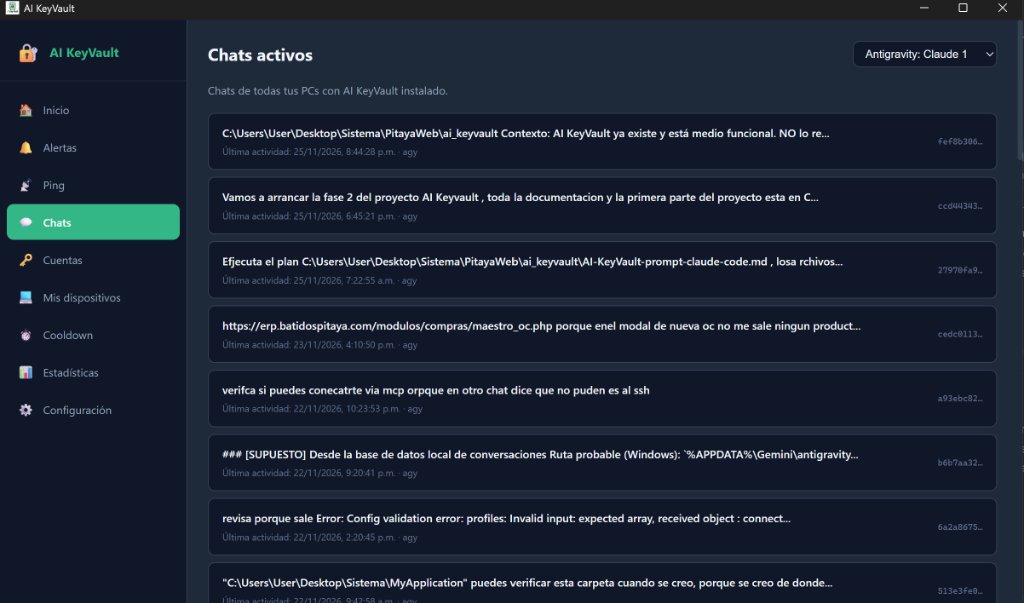 AI KeyVault
AI KeyVault
Inicio
Alertas
Ping
Chats
Cuentas
Mis dispositivos
Cooldown
Estadísticas
Configuración
Chats activos
Antigravity: Claude 1
Chats de todas tus PCs con AI KeyVault instalado.
C:\Users\User\Desktop\Sistema\PitayaWeb\ai_keyvault Contexto: AI KeyVault ya existe y está medio funcional. NO lo re...
Última actividad: 25/11/2026, 8:44:28 p.m. · agy
fef8b306…
Vamos a arrancar la fase 2 del proyecto AI Keyvault , toda la documentacion y la primera parte del proyecto esta en C...
Última actividad: 25/11/2026, 6:45:21 p.m. · agy
ccd44343…
Efjecuta el plan C:\Users\User\Desktop\Sistema\PitayaWeb\ai_keyvault\AI-KeyVault-prompt-claude-code.md , losa rchivos...
Última actividad: 25/11/2026, 7:22:55 a.m. · agy
27970fa9…
https://erp.batidospitaya.com/modulos/compras/maestro_oc.php porque enel modal de nueva oc no me sale ningun product...
Última actividad: 23/11/2026, 4:10:50 p.m. · agy
cedc0113…
verifca si puedes conecatrte via mcp orpque en otro chat dice que no puden es al ssh
Última actividad: 22/11/2026, 10:23:53 p.m. · agy
a93ebc82…
### [SUPUESTO] Desde la base de datos local de conversaciones Ruta probable (Windows): `%APPDATA%\Gemini\antigravity...
Última actividad: 22/11/2026, 9:20:41 p.m. · agy
b6b7aa32…
revisa porque sale Error: Config validation error: profiles: Invalid input: expected array, received object : connect...
Última actividad: 22/11/2026, 2:20:45 p.m. · agy
6a2a8675…
"C:\Users\User\Desktop\Sistema\MyApplication" puedes verificar esta carpeta cuando se creo, porque se creo de donde...
Última actividad: 22/11/2026, 9:42:58 a.m. · agy
513e3fe0…